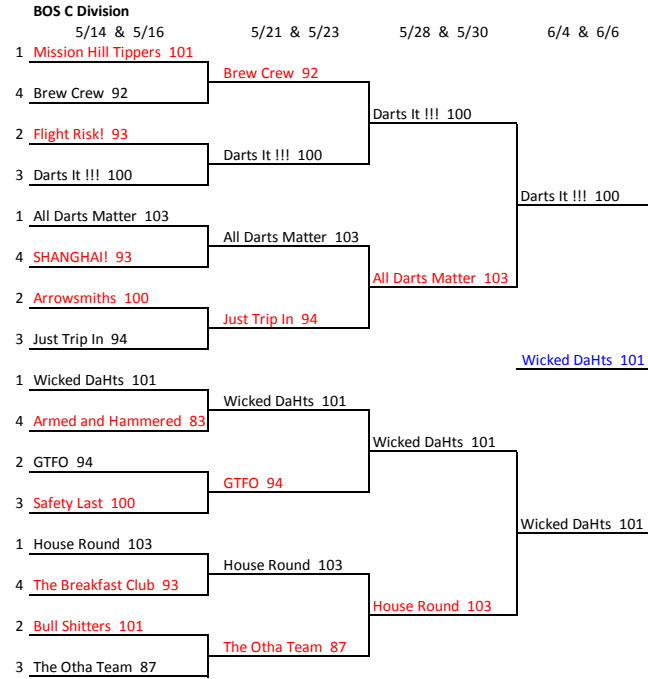 BOS C Division
5/14 & 5/16 5/21 & 5/23 5/28 & 5/30 6/4 & 6/6
1 Mission Hill Tippers 101
Brew Crew 92
4 Brew Crew 92
Darts It !!! 100
2 Flight Risk! 93
Darts It !!! 100
3 Darts It !!! 100
Darts It !!! 100
1 All Darts Matter 103
All Darts Matter 103
4 SHANGHAI! 93
All Darts Matter 103
2 Arrowsmiths 100
Just Trip In 94
3 Just Trip In 94
Wicked DaHts 101
1 Wicked DaHts 101
Wicked DaHts 101
4 Armed and Hammered 83
Wicked DaHts 101
2 GTFO 94
GTFO 94
3 Safety Last 100
Wicked DaHts 101
1 House Round 103
House Round 103
4 The Breakfast Club 93
House Round 103
2 Bull Shitters 101
The Otha Team 87
3 The Otha Team 87